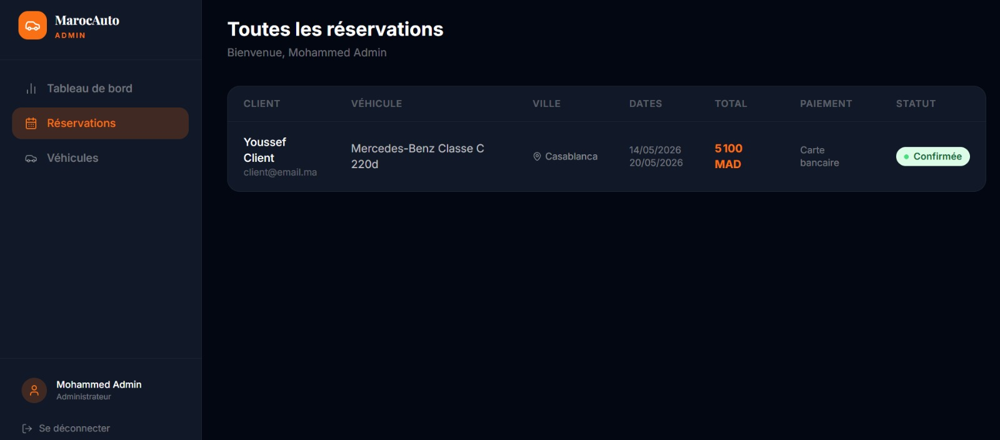 MarocAuto
ADMIN
Tableau de bord
Réservations
Véhicules
Mohammed Admin
Administrateur
Se déconnecter
Toutes les réservations
Bienvenue, Mohammed Admin
CLIENT VÉHICULE VILLE DATES TOTAL PAIEMENT STATUT
Youssef
Client
client@email.ma
Mercedes-Benz Classe C
220d
Casablanca
14/05/2026
20/05/2026
5 100
MAD
Carte
bancaire
Confirmée